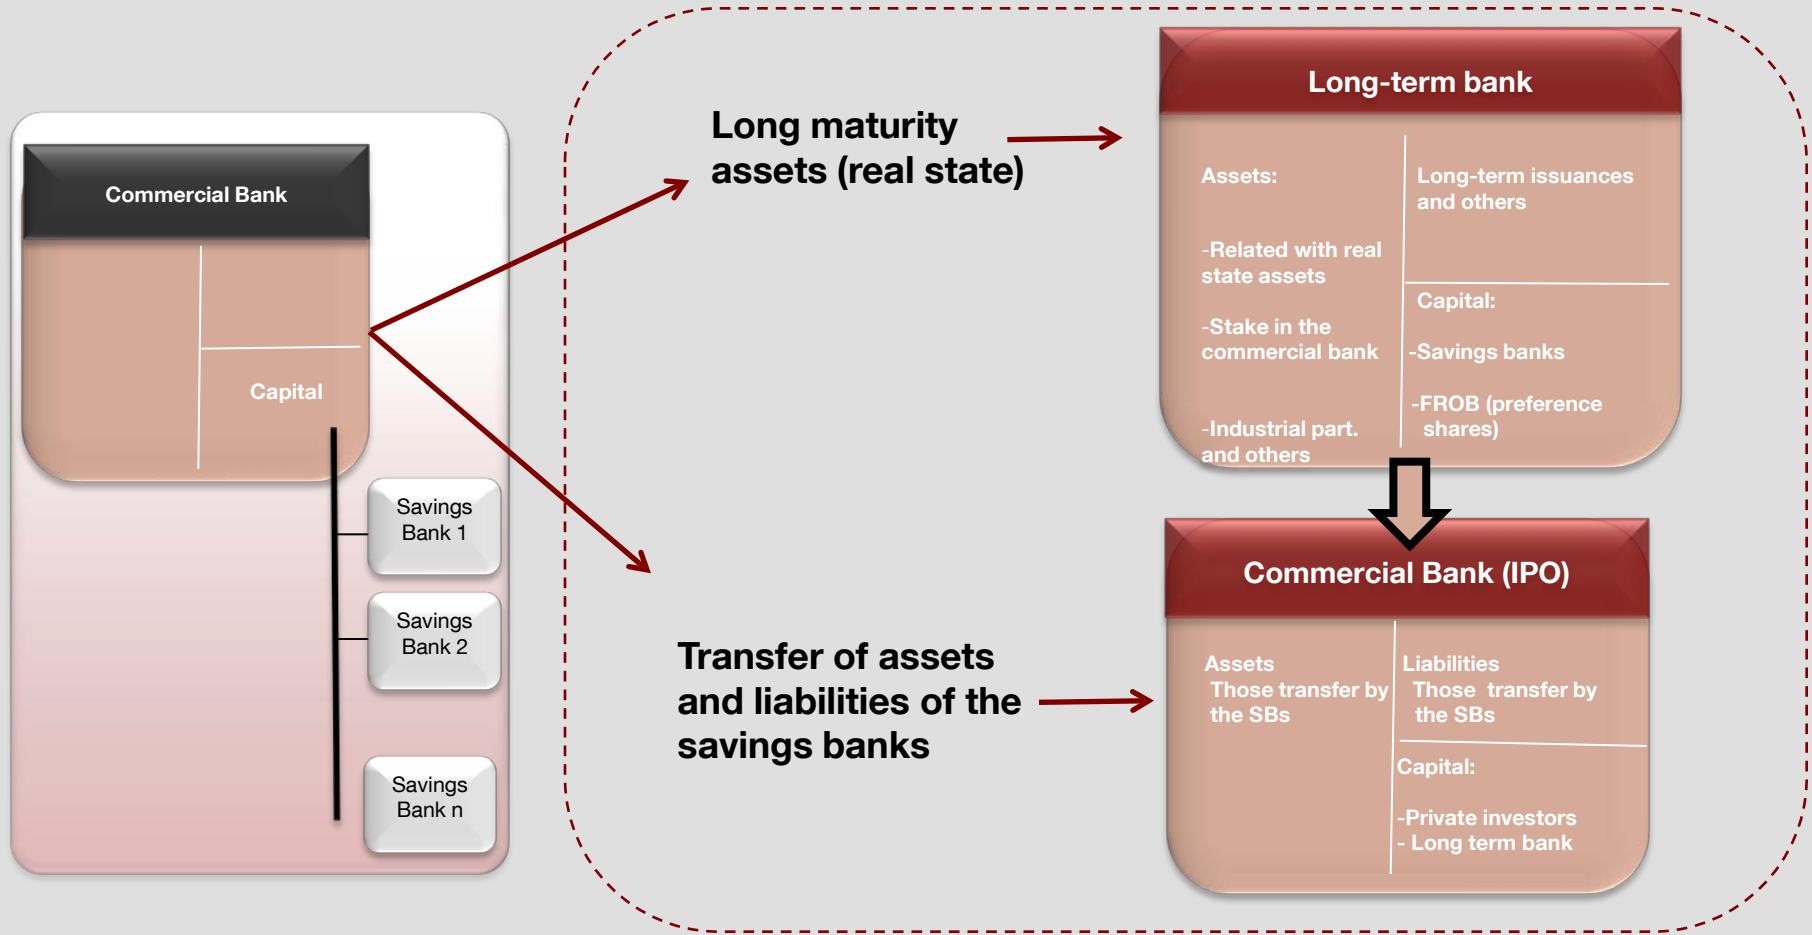 Commercial Bank
Capital
Savings
Bank 1
Savings
Bank 2
Savings
Bank n
Long maturity
assets (real state)
Transfer of assets
and liabilities of the
savings banks
Long-term bank
Assets:
-Related with real
state assets
-Stake in the
commercial bank
-Industrial part.
and others
Long-term issuances
and others
Capital:
-Savings banks
-FROB (preference
shares)
Commercial Bank (IPO)
Assets
Those transfer by
the SBs
Liabilities
Those transfer by
the SBs
Capital:
-Private investors
- Long term bank